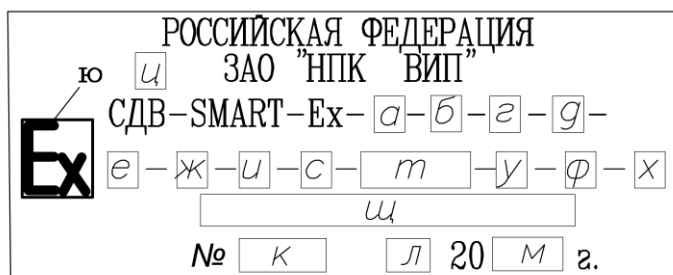 РОССИЙСКАЯ ФЕДЕРАЦИЯ
ю ц ЗАО "НПК ВИП"
СДВ-SMART-Ex-а-б-г-д-
Ex е-ж-и-с-т-у-ф-х
щ
№ к л 20 м г.